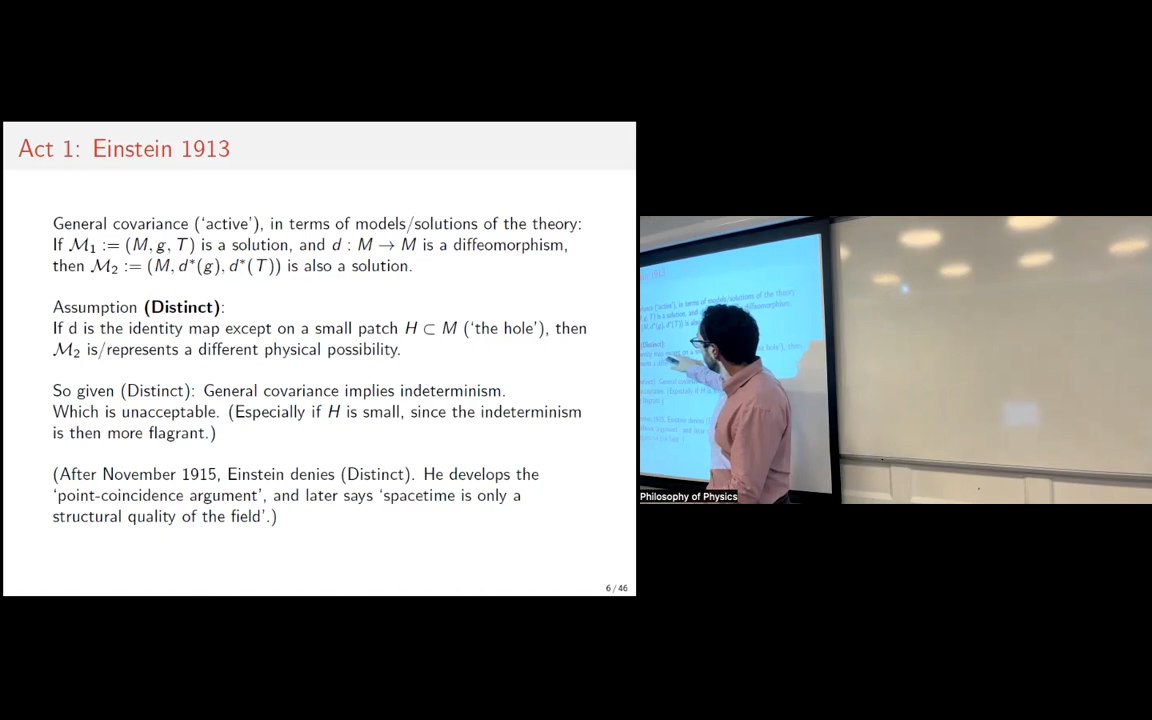 Act 1: Einstein 1913
General covariance (‘active’), in terms of models/solutions of the theory:
If ℳ₁ := (M, g, T) is a solution, and d : M → M is a diffeomorphism,
then ℳ₂ := (M, d*(g), d*(T)) is also a solution.
Assumption (Distinct):
If d is the identity map except on a small patch H ⊂ M (‘the hole’), then
ℳ₂ is/represents a different physical possibility.
So given (Distinct): General covariance implies indeterminism.
Which is unacceptable. (Especially if H is small, since the indeterminism
is then more flagrant.)
(After November 1915, Einstein denies (Distinct). He develops the
‘point-coincidence argument’, and later says ‘spacetime is only a
structural quality of the field’.)
6 / 46
Philosophy of Physics